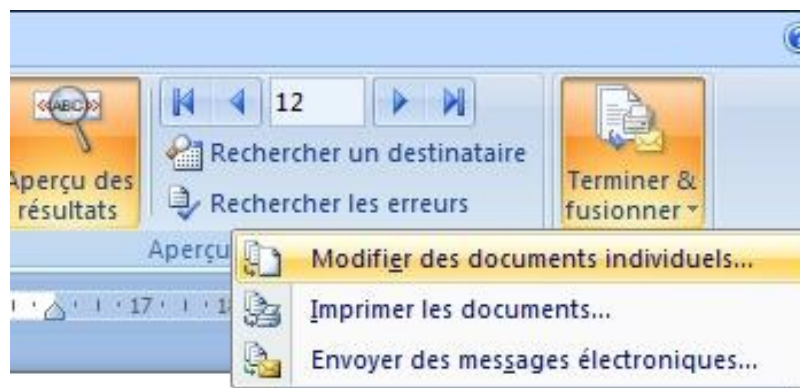 ?
«ABC»
12
Rechercher un destinataire
Aperçu des
résultats
Rechercher les erreurs
Terminer &
fusionner
Aperçu
Modifier des documents individuels...
Imprimer les documents...
Envoyer des messages électroniques...
17